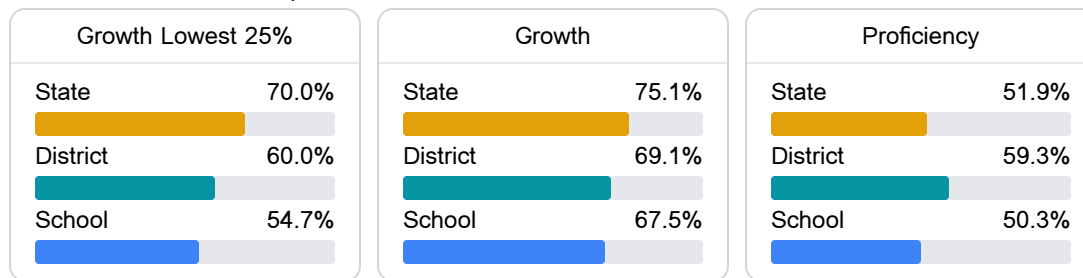 Growth Lowest 25%
State 70.0%
District 60.0%
School 54.7%
Growth
State 75.1%
District 69.1%
School 67.5%
Proficiency
State 51.9%
District 59.3%
School 50.3%